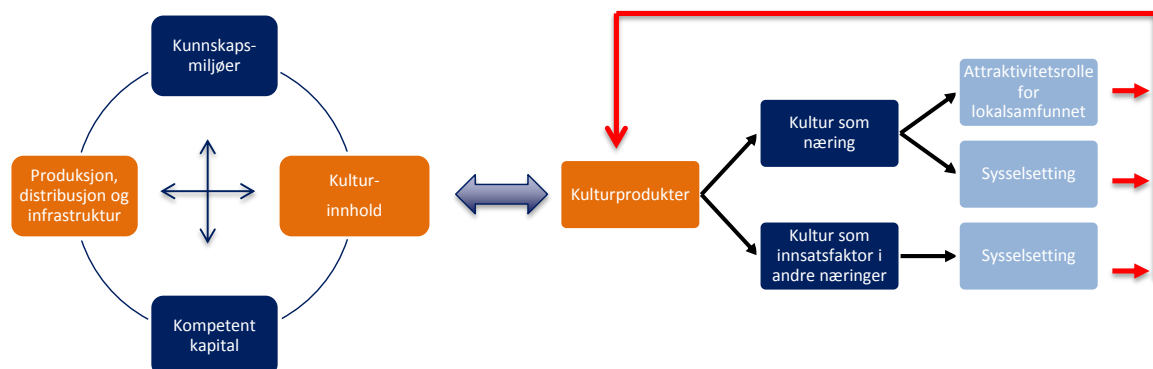 Kunnskaps-
miljøer
Produksjon,
distribusjon og
infrastruktur
Kultur-
innhold
Kompetent
kapital
Kulturprodukter
Kultur som
næring
Kultur som
innsatsfaktor i
andre næringer
Attraktivitetsrolle
for
lokalsamfunnet
Sysselsetting
Sysselsetting